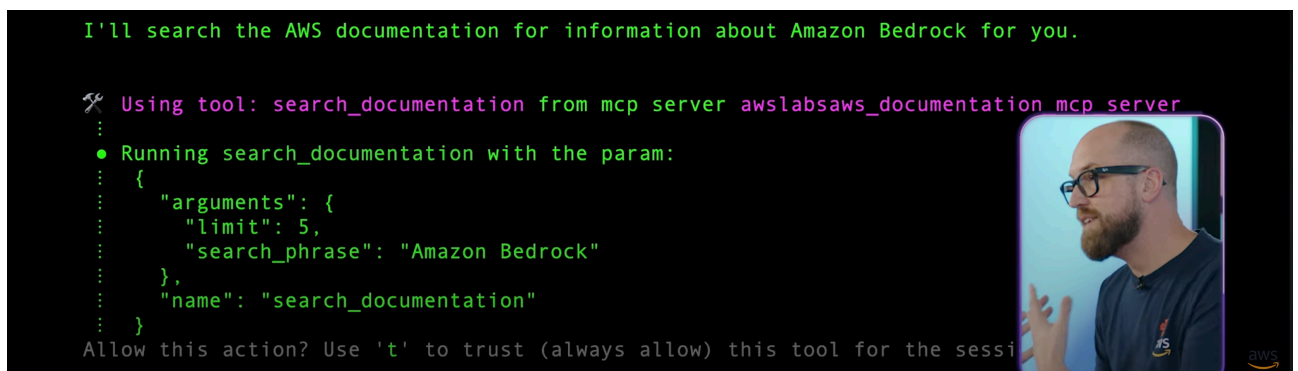 I'll search the AWS documentation for information about Amazon Bedrock for you.
🛠 Using tool: search_documentation from mcp server awslabsaws_documentation_mcp_server
● Running search_documentation with the param:
{
"arguments": {
"limit": 5,
"search_phrase": "Amazon Bedrock"
},
"name": "search_documentation"
}
Allow this action? Use 't' to trust (always allow) this tool for the sessi
aws
aws